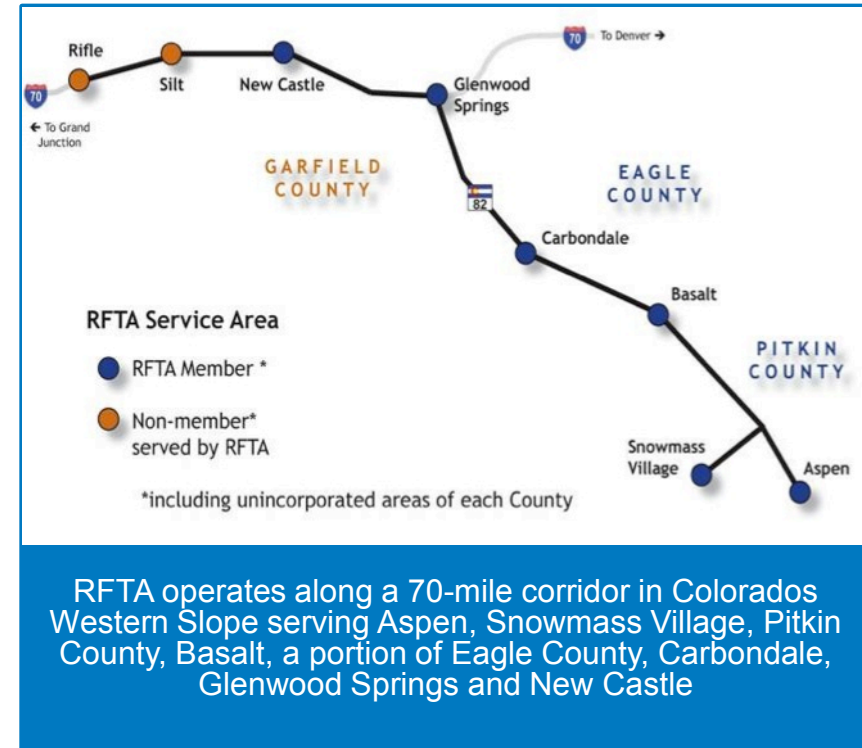 Rifle
Silt
New Castle
70
To Denver →
Glenwood
Springs
70
← To Grand
Junction
GARFIELD
COUNTY
EAGLE
COUNTY
82
Carbondale
Basalt
RFTA Service Area
RFTA Member *
PITKIN
COUNTY
Non-member*
served by RFTA
Snowmass
Village
Aspen
*including unincorporated areas of each County
RFTA operates along a 70-mile corridor in Colorados
Western Slope serving Aspen, Snowmass Village, Pitkin
County, Basalt, a portion of Eagle County, Carbondale,
Glenwood Springs and New Castle